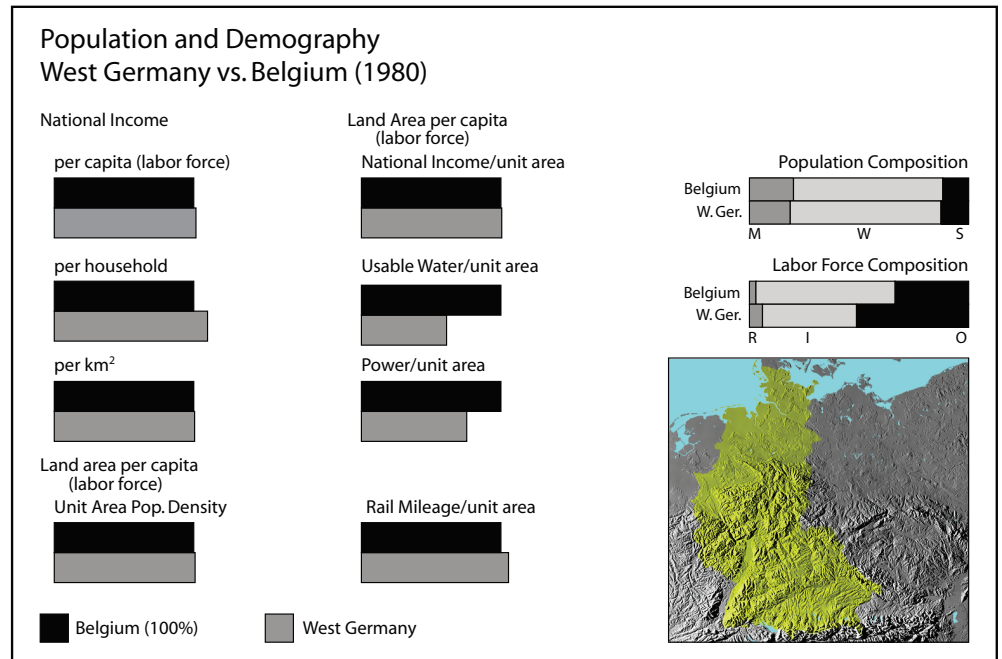 Population and Demography
West Germany vs. Belgium (1980)
National Income
per capita (labor force)
per household
per km²
Land area per capita
(labor force)
Unit Area Pop. Density
Land Area per capita
(labor force)
National Income/unit area
Usable Water/unit area
Power/unit area
Rail Mileage/unit area
Population Composition
Belgium
W. Ger.
M W S
Labor Force Composition
Belgium
W. Ger.
R I O
Belgium (100%)
West Germany